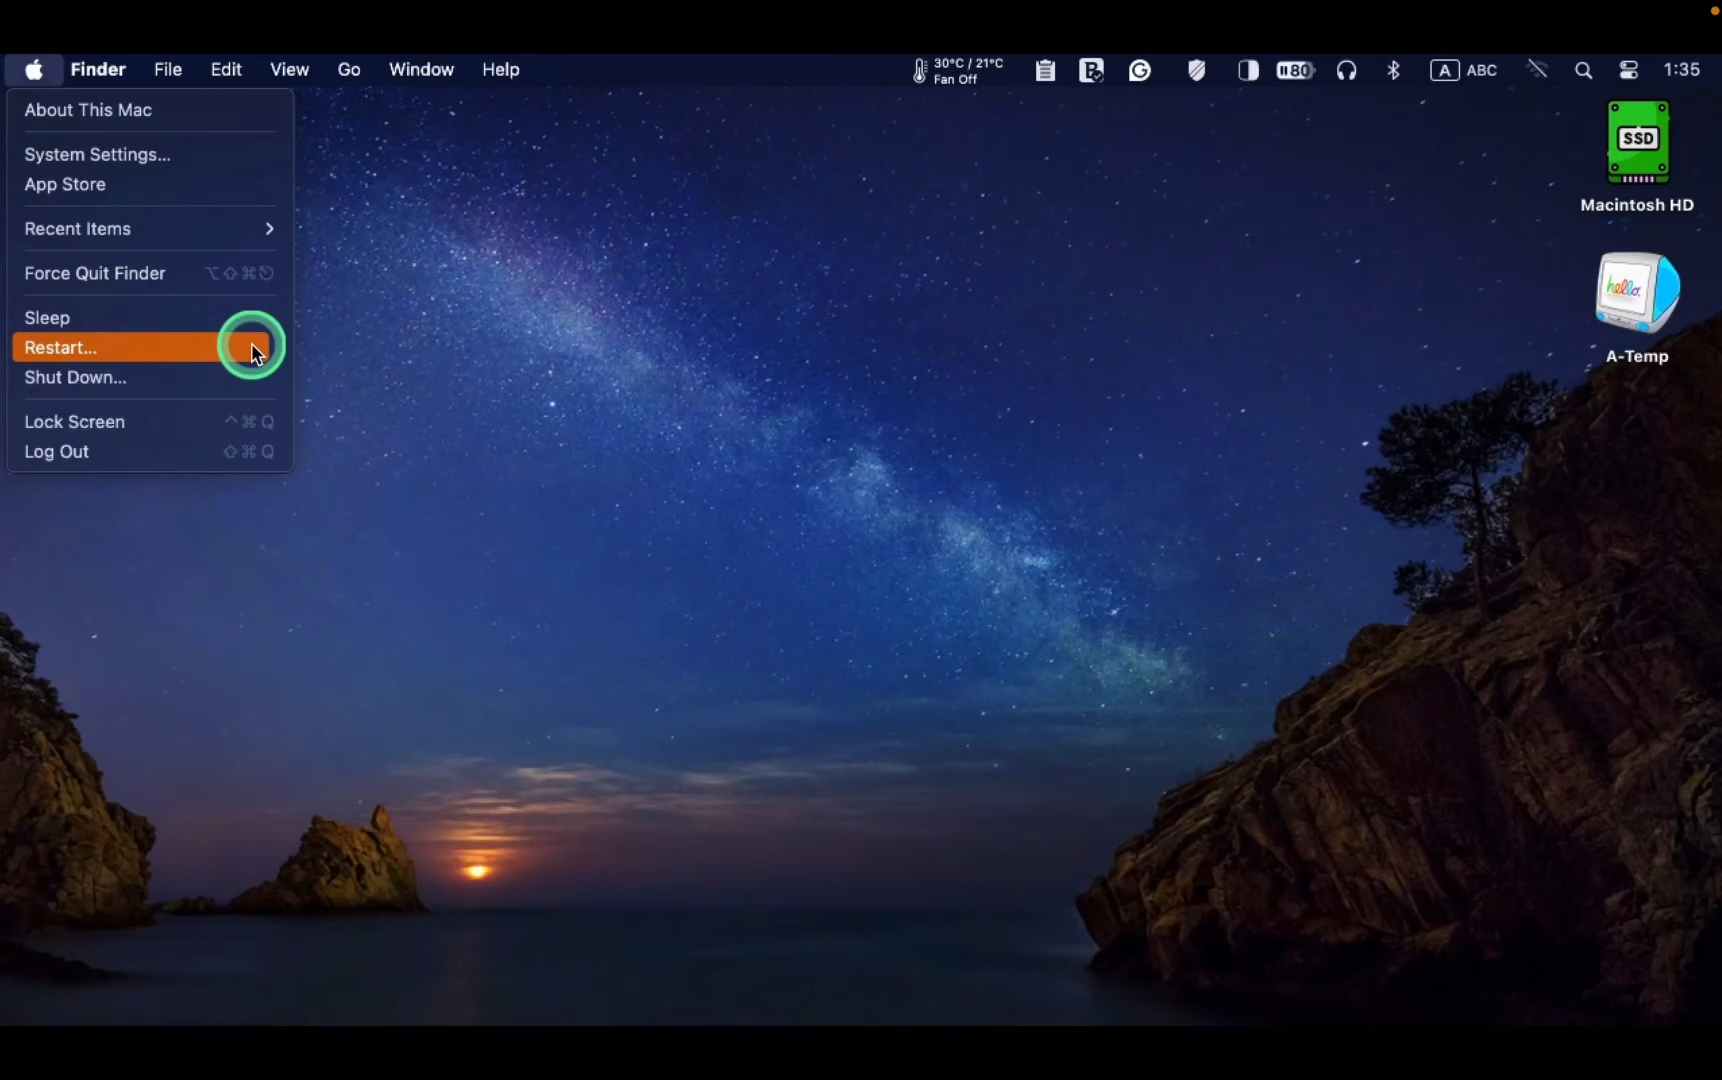 Finder File Edit View Go Window Help 30°C / 21°C 80 A ABC 1:35
Fan Off
About This Mac
System Settings...
App Store
Recent Items
Force Quit Finder ⌥⇧⌘⎋
Sleep
Restart...
Shut Down...
Lock Screen ^⌘Q
Log Out ⇧⌘Q
SSD
Macintosh HD
hello.
A-Temp